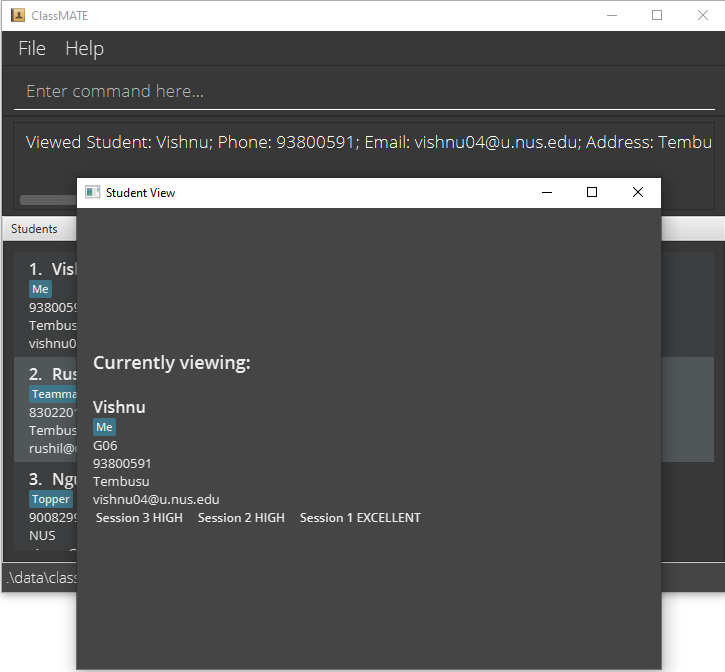 ClassMATE
File Help
Enter command here...
Viewed Student: Vishnu; Phone: 93800591; Email: vishnu04@u.nus.edu; Address: Tembu
Student View
Students
1. Vish
Me
9380059
Tembus
vishnu0
2. Rus
Teamma
830220
Tembus
rushil@
3. Ngu
Topper
9008299
NUS
Currently viewing:
Vishnu
Me
G06
93800591
Tembusu
vishnu04@u.nus.edu
Session 3 HIGH Session 2 HIGH Session 1 EXCELLENT
.\data\class